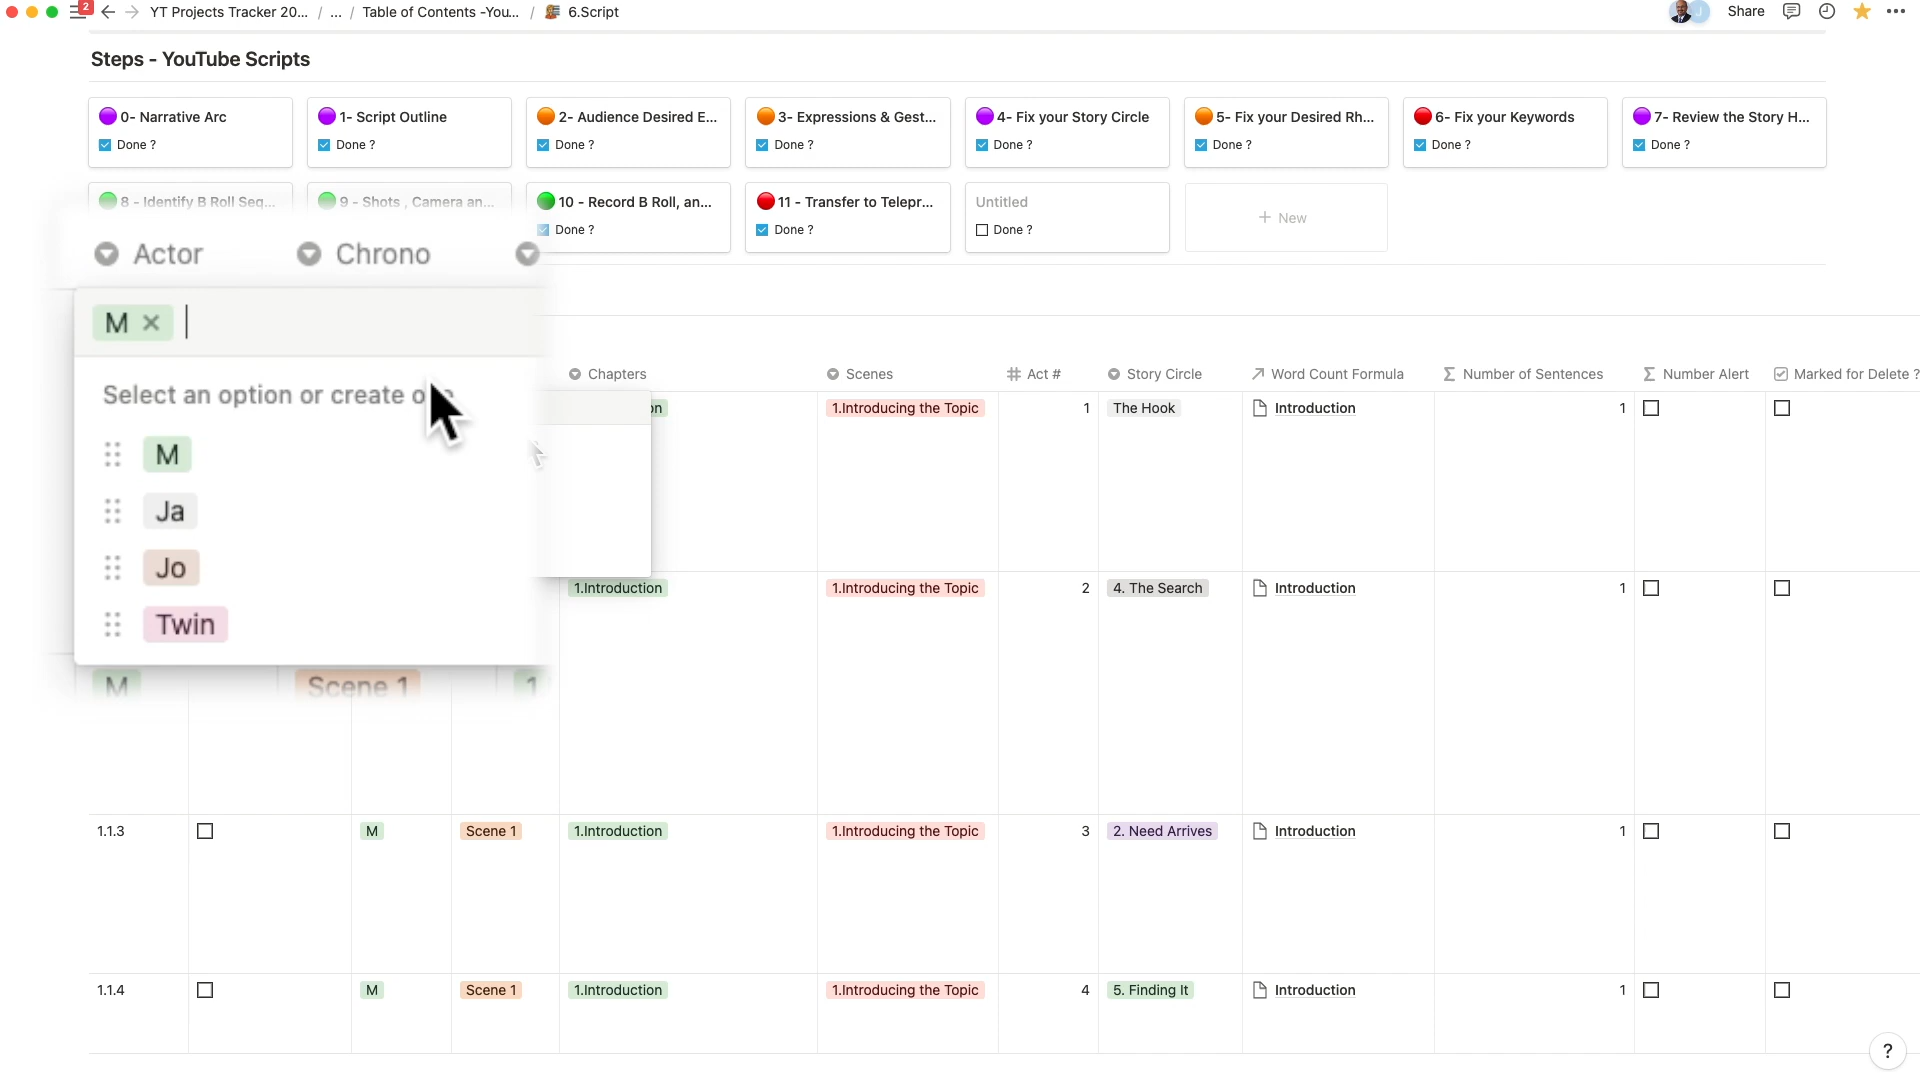 2
YT Projects Tracker 20... / ... / Table of Contents -You... / 6.Script
Share
J
Steps - YouTube Scripts
0- Narrative Arc
Done ?
1- Script Outline
Done ?
2- Audience Desired E...
Done ?
3- Expressions & Gest...
Done ?
4- Fix your Story Circle
Done ?
5- Fix your Desired Rh...
Done ?
6- Fix your Keywords
Done ?
7- Review the Story H...
Done ?
8 - Identify B Roll Seq...
9 - Shots , Camera an...
10 - Record B Roll, an...
Done ?
11 - Transfer to Telepr...
Done ?
Untitled
Done ?
+ New
Actor Chrono
M ×
Select an option or create
M
Ja
Jo
Twin
M Scene 1 1
Chapters Scenes # Act # Story Circle Word Count Formula Σ Number of Sentences Σ Number Alert Marked for Delete ?
on 1.Introducing the Topic 1 The Hook Introduction 1
1.Introduction 1.Introducing the Topic 2 4. The Search Introduction 1
1.1.3 M Scene 1 1.Introduction 1.Introducing the Topic 3 2. Need Arrives Introduction 1
1.1.4 M Scene 1 1.Introduction 1.Introducing the Topic 4 5. Finding It Introduction 1
?